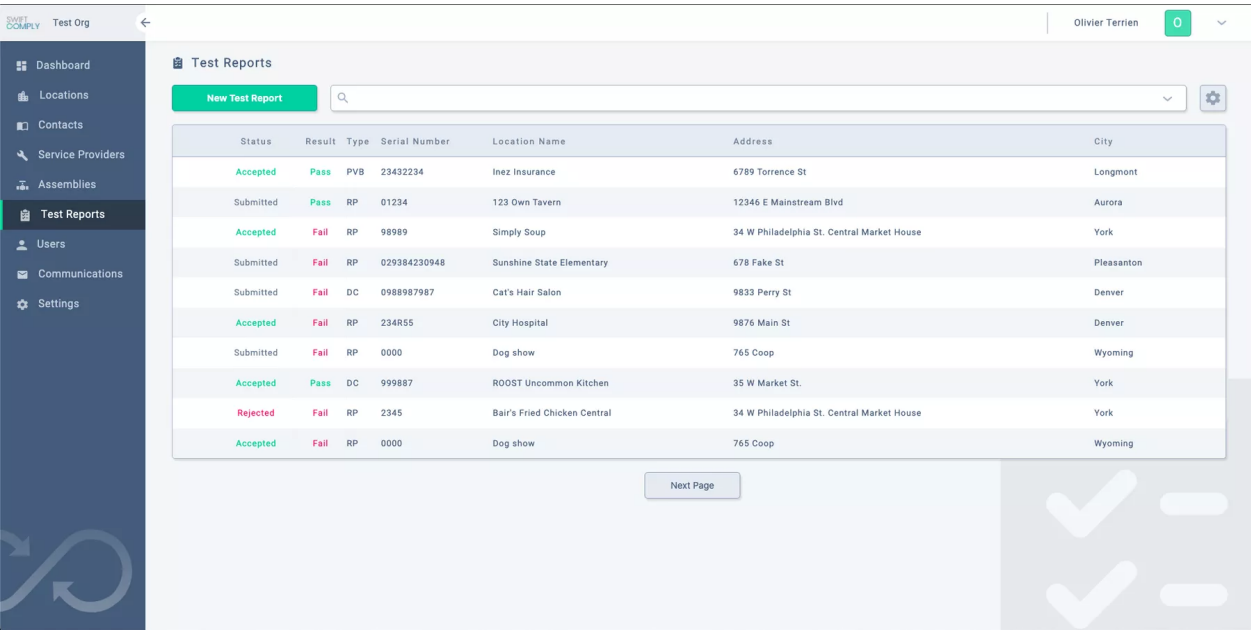 SWIFT
COMPLY Test Org
Olivier Terrien O
Dashboard
Locations
Contacts
Service Providers
Assemblies
Test Reports
Users
Communications
Settings
Test Reports
New Test Report
Status Result Type Serial Number Location Name Address City
Accepted Pass PVB 23432234 Inez Insurance 6789 Torrence St Longmont
Submitted Pass RP 01234 123 Own Tavern 12346 E Mainstream Blvd Aurora
Accepted Fail RP 98989 Simply Soup 34 W Philadelphia St. Central Market House York
Submitted Fail RP 029384230948 Sunshine State Elementary 678 Fake St Pleasanton
Submitted Fail DC 0988987987 Cat's Hair Salon 9833 Perry St Denver
Accepted Fail RP 234R55 City Hospital 9876 Main St Denver
Submitted Fail RP 0000 Dog show 765 Coop Wyoming
Accepted Pass DC 999887 ROOST Uncommon Kitchen 35 W Market St. York
Rejected Fail RP 2345 Bair's Fried Chicken Central 34 W Philadelphia St. Central Market House York
Accepted Fail RP 0000 Dog show 765 Coop Wyoming
Next Page